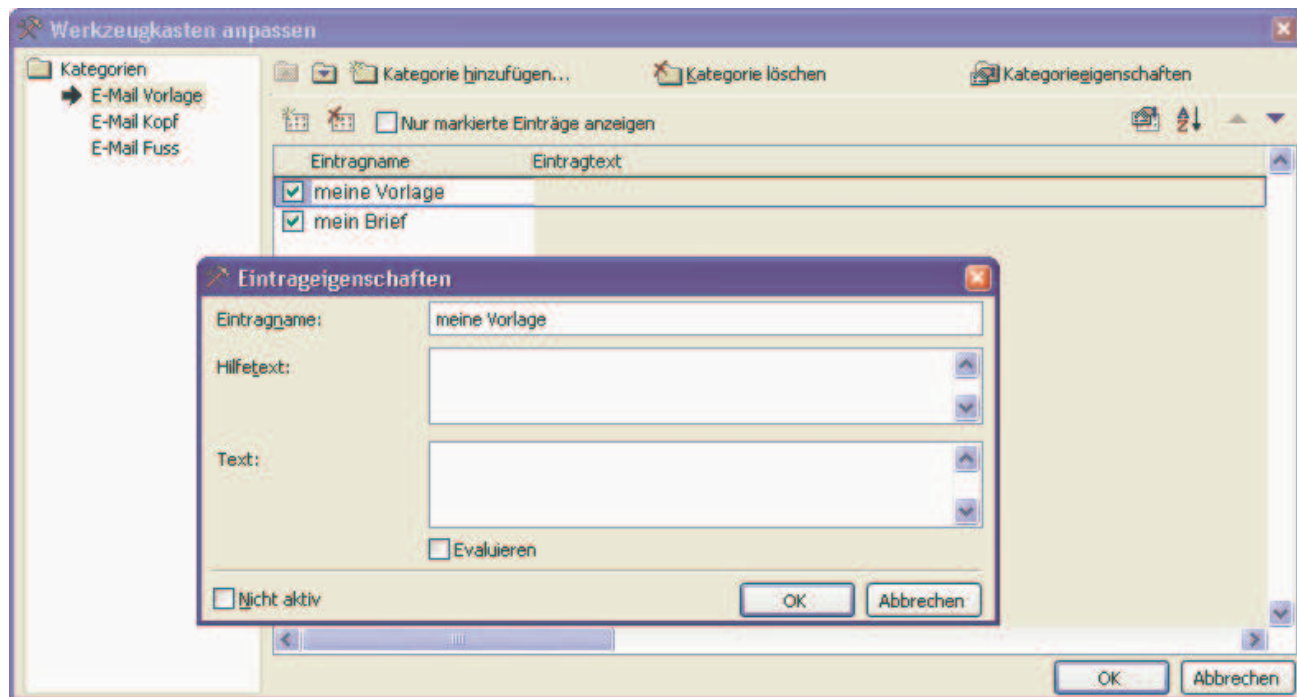 Werkzeugkasten anpassen
Kategorien
E-Mail Vorlage
E-Mail Kopf
E-Mail Fuss
Kategorie hinzufügen... Kategorie löschen Kategorieeigenschaften
Nur markierte Einträge anzeigen
Eintragname Eintragtext
meine Vorlage
mein Brief
Eintrageigenschaften
Eintragname: meine Vorlage
Hilfetext:
Text:
Evaluieren
Nicht aktiv OK Abbrechen
OK Abbrechen